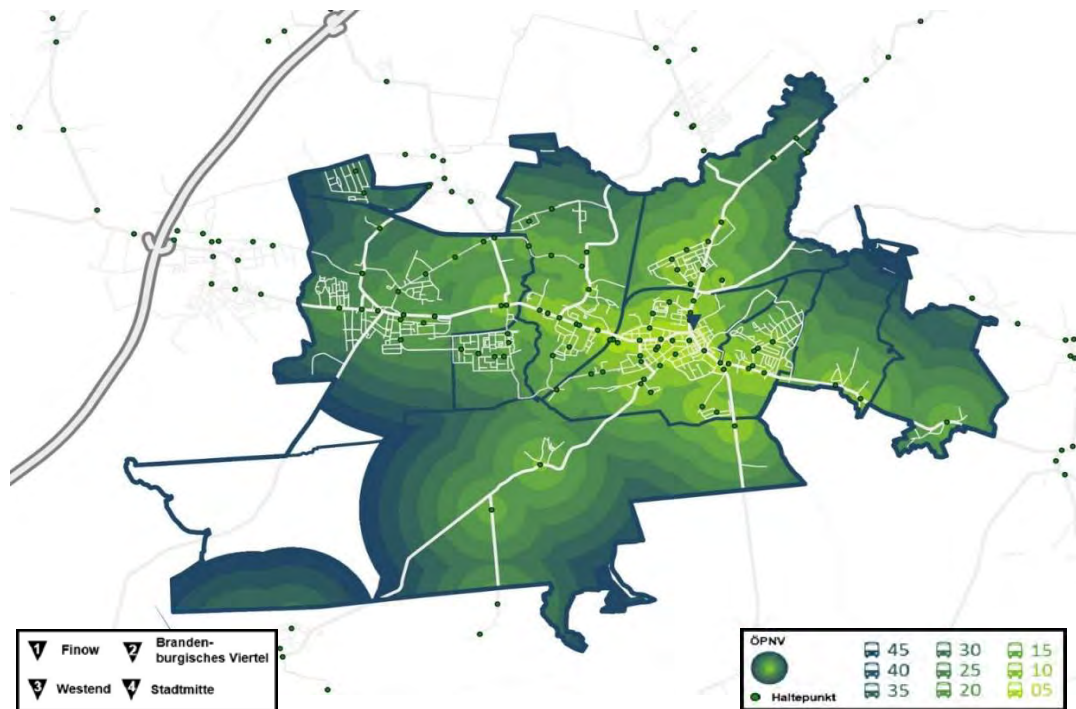 1 Finow
2 Branden-
burgisches Viertel
3 Westend
4 Stadtmitte
ÖPNV
Haltepunkt
45 30 15
40 25 10
35 20 05